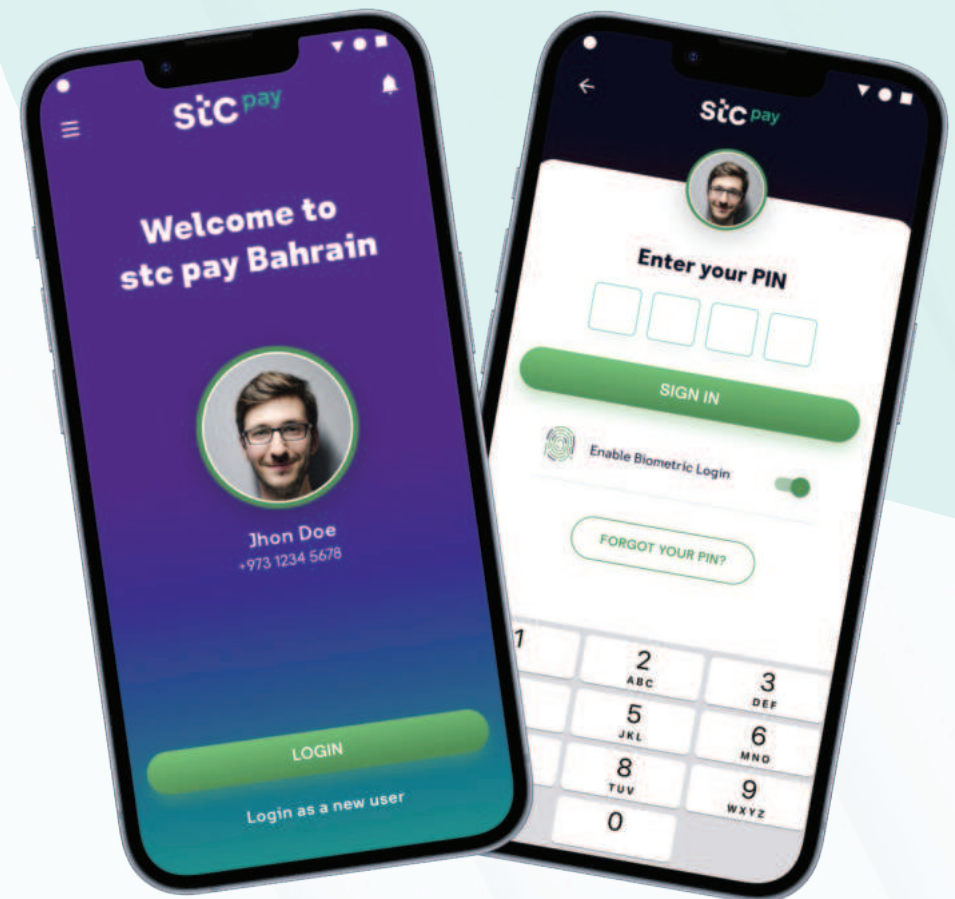 stc pay
Welcome to
stc pay Bahrain
Jhon Doe
+973 1234 5678
LOGIN
Login as a new user
stc pay
Enter your PIN
SIGN IN
Enable Biometric Login
FORGOT YOUR PIN?
1
2
ABC
3
DEF
5
JKL
6
MNO
8
TUV
9
WXYZ
0